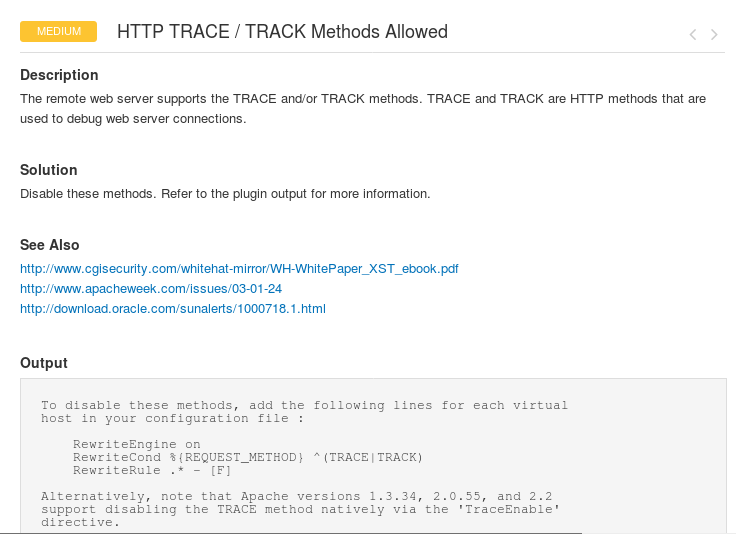 MEDIUM HTTP TRACE / TRACK Methods Allowed
Description
The remote web server supports the TRACE and/or TRACK methods. TRACE and TRACK are HTTP methods that are
used to debug web server connections.
Solution
Disable these methods. Refer to the plugin output for more information.
See Also
http://www.cgisecurity.com/whitehat-mirror/WH-WhitePaper_XST_ebook.pdf
http://www.apacheweek.com/issues/03-01-24
http://download.oracle.com/sunalerts/1000718.1.html
Output
To disable these methods, add the following lines for each virtual
host in your configuration file :
RewriteEngine on
RewriteCond %{REQUEST_METHOD} ^(TRACE|TRACK)
RewriteRule .* - [F]
Alternatively, note that Apache versions 1.3.34, 2.0.55, and 2.2
support disabling the TRACE method natively via the 'TraceEnable'
directive.